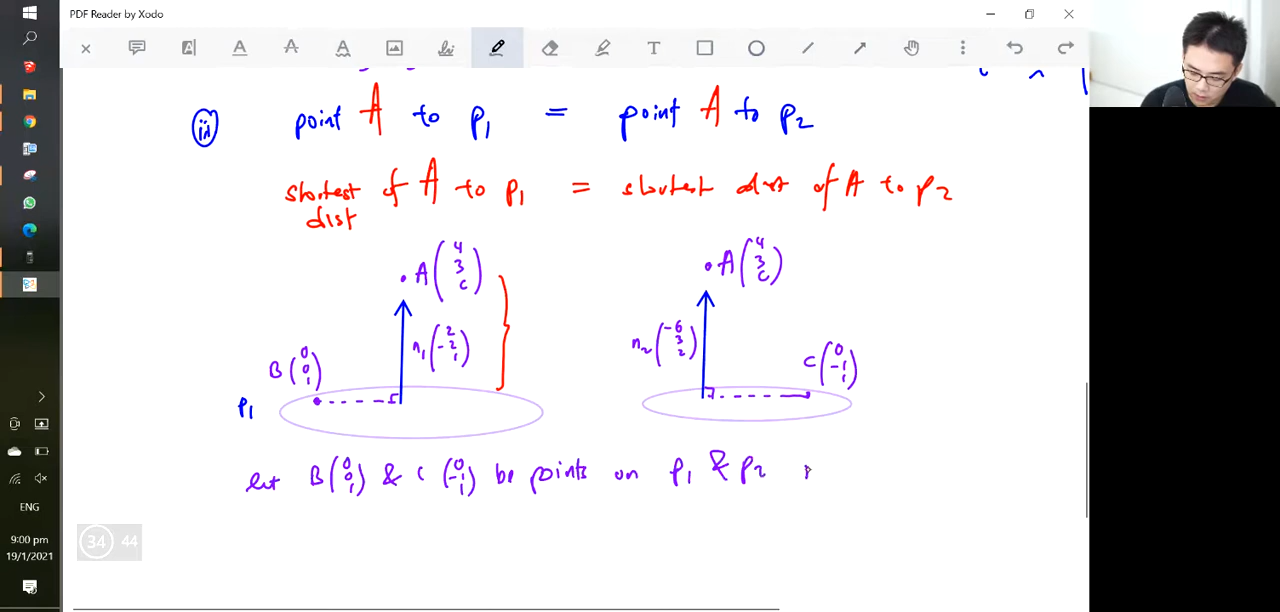 PDF Reader by Xodo
(ii) point A to p1 = point A to p2
shortest dist of A to p1 = shortest dist of A to p2
A (4 3 c)
A (4 3 c)
n1 (2 -2 1)
n2 (-6 3 2)
B (0 0 1)
C (0 -1 1)
p1
let B (0 0 1) & C (0 -1 1) be points on p1 & p2
34 44
ENG
9:00 pm
19/1/2021